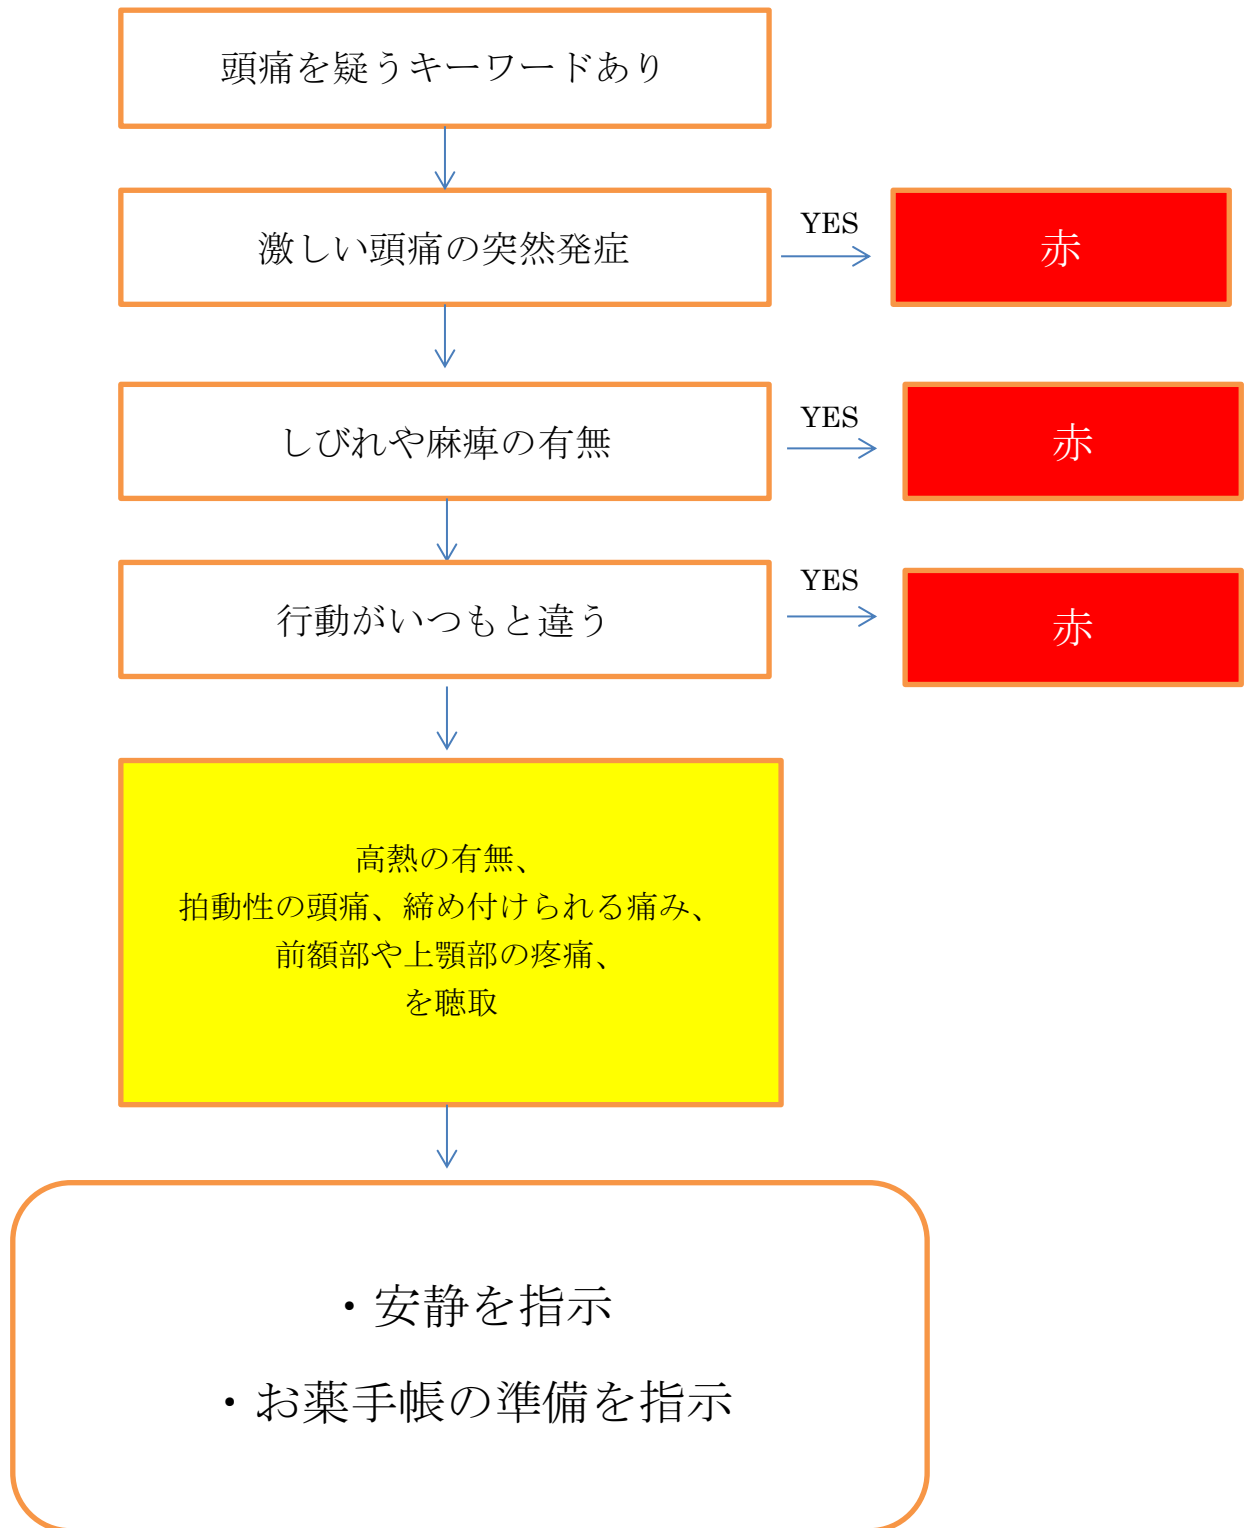 頭痛を疑うキーワードあり
激しい頭痛の突然発症
YES
赤
しびれや麻痺の有無
YES
赤
行動がいつもと違う
YES
赤
高熱の有無、
拍動性の頭痛、締め付けられる痛み、
前額部や上顎部の疼痛、
を聴取
・安静を指示
・お薬手帳の準備を指示